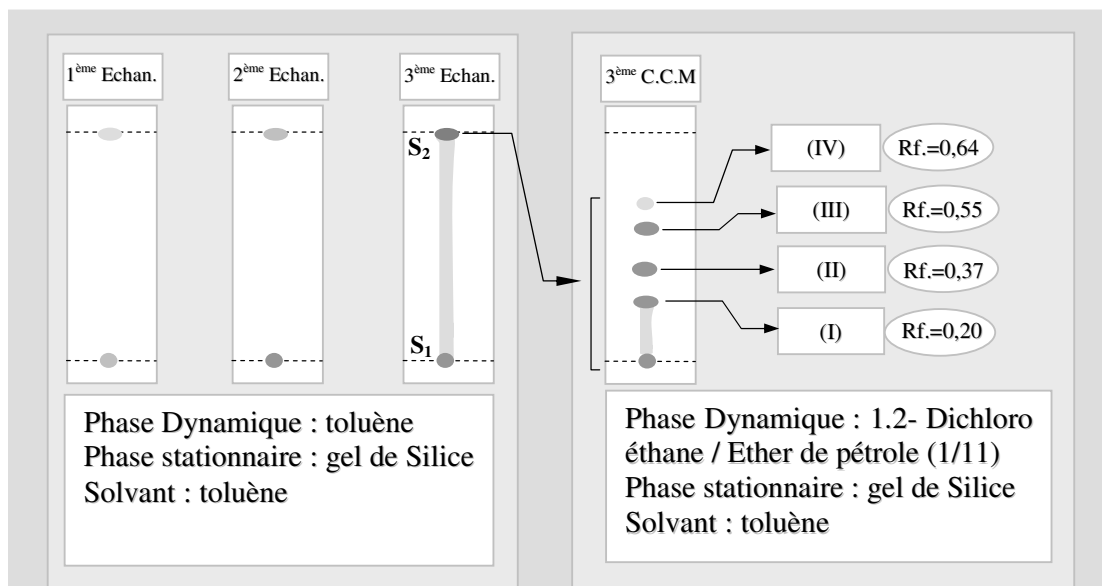 1ème Echan.
2ème Echan.
3ème Echan.
S2
S1
Phase Dynamique : toluène
Phase stationnaire : gel de Silice
Solvant : toluène
3ème C.C.M
(IV) Rf.=0,64
(III) Rf.=0,55
(II) Rf.=0,37
(I) Rf.=0,20
Phase Dynamique : 1.2- Dichloro
éthane / Ether de pétrole (1/11)
Phase stationnaire : gel de Silice
Solvant : toluène